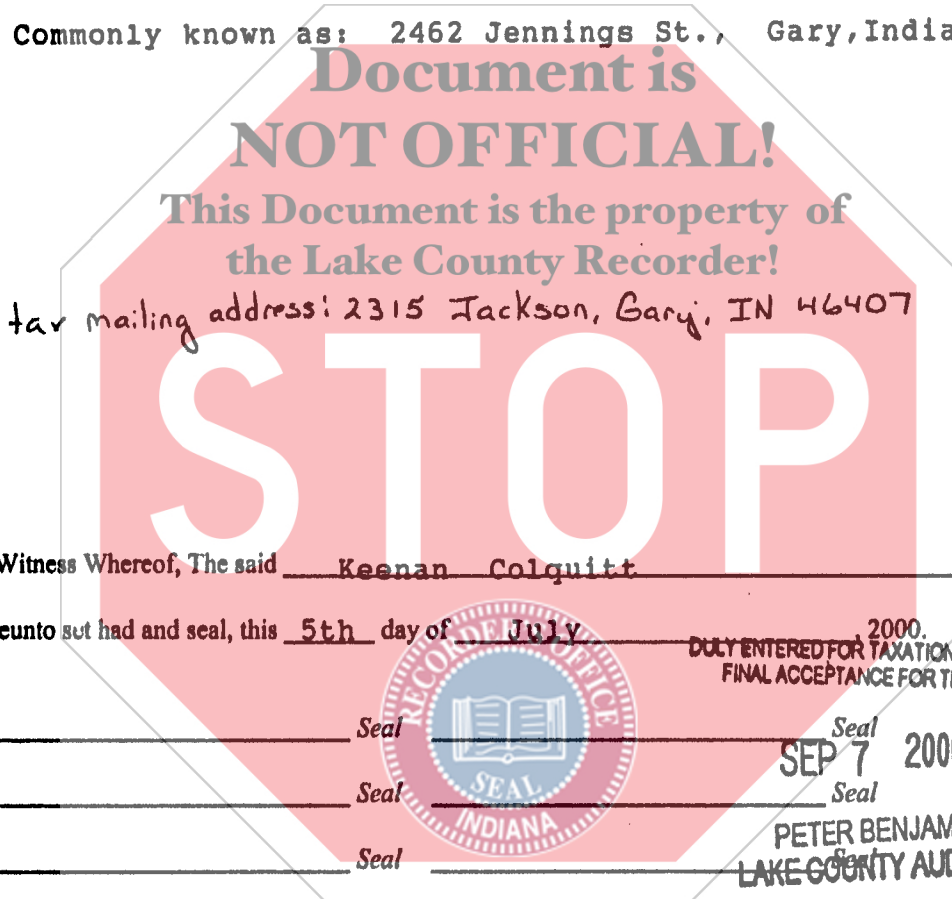 Commonly known as: 2462 Jennings St., Gary, India
Document is
NOT OFFICIAL!
This Document is the property of
the Lake County Recorder!
tax mailing address: 2315 Jackson, Gary, IN 46407
STOP
Witness Whereof, The said Keenan Colquitt
eunto set had and seal, this 5th day of July, 2000.
DULY ENTERED FOR TAXATION
FINAL ACCEPTANCE FOR T
RECORDER OFFICE
SEAL
INDIANA
Seal Seal
SEP 7 200
Seal Seal
PETER BENJAM
Seal Seal
LAKE COUNTY AUD